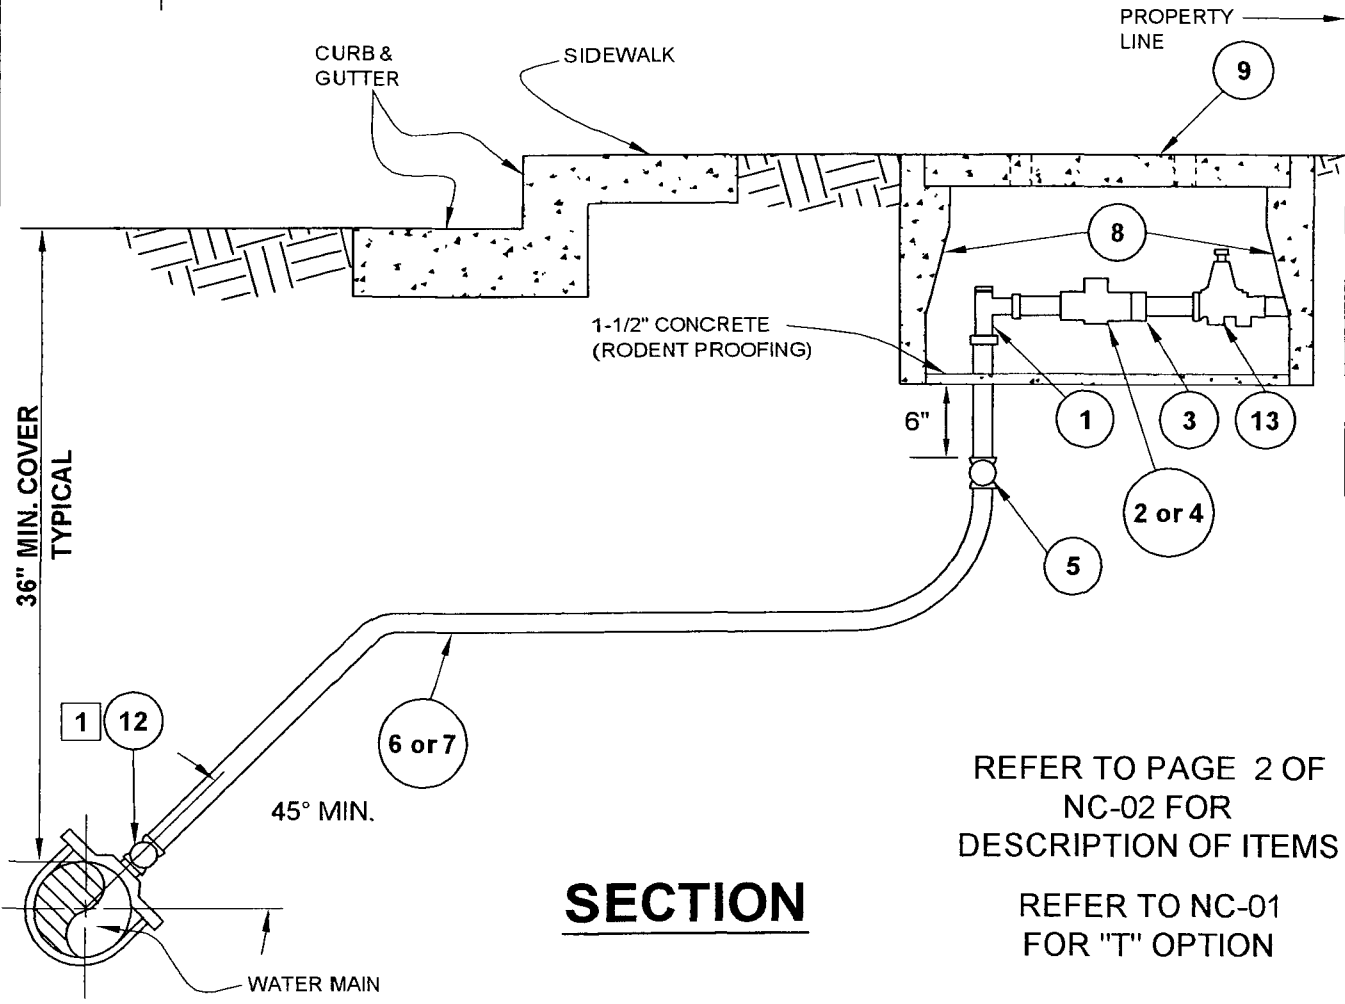 PROPERTY
LINE
CURB &
GUTTER
SIDEWALK
9
8
1-1/2" CONCRETE
(RODENT PROOFING)
6"
1
3
13
2 or 4
5
36" MIN. COVER
TYPICAL
1
12
6 or 7
45° MIN.
REFER TO PAGE 2 OF
NC-02 FOR
DESCRIPTION OF ITEMS
SECTION
REFER TO NC-01
FOR "T" OPTION
WATER MAIN